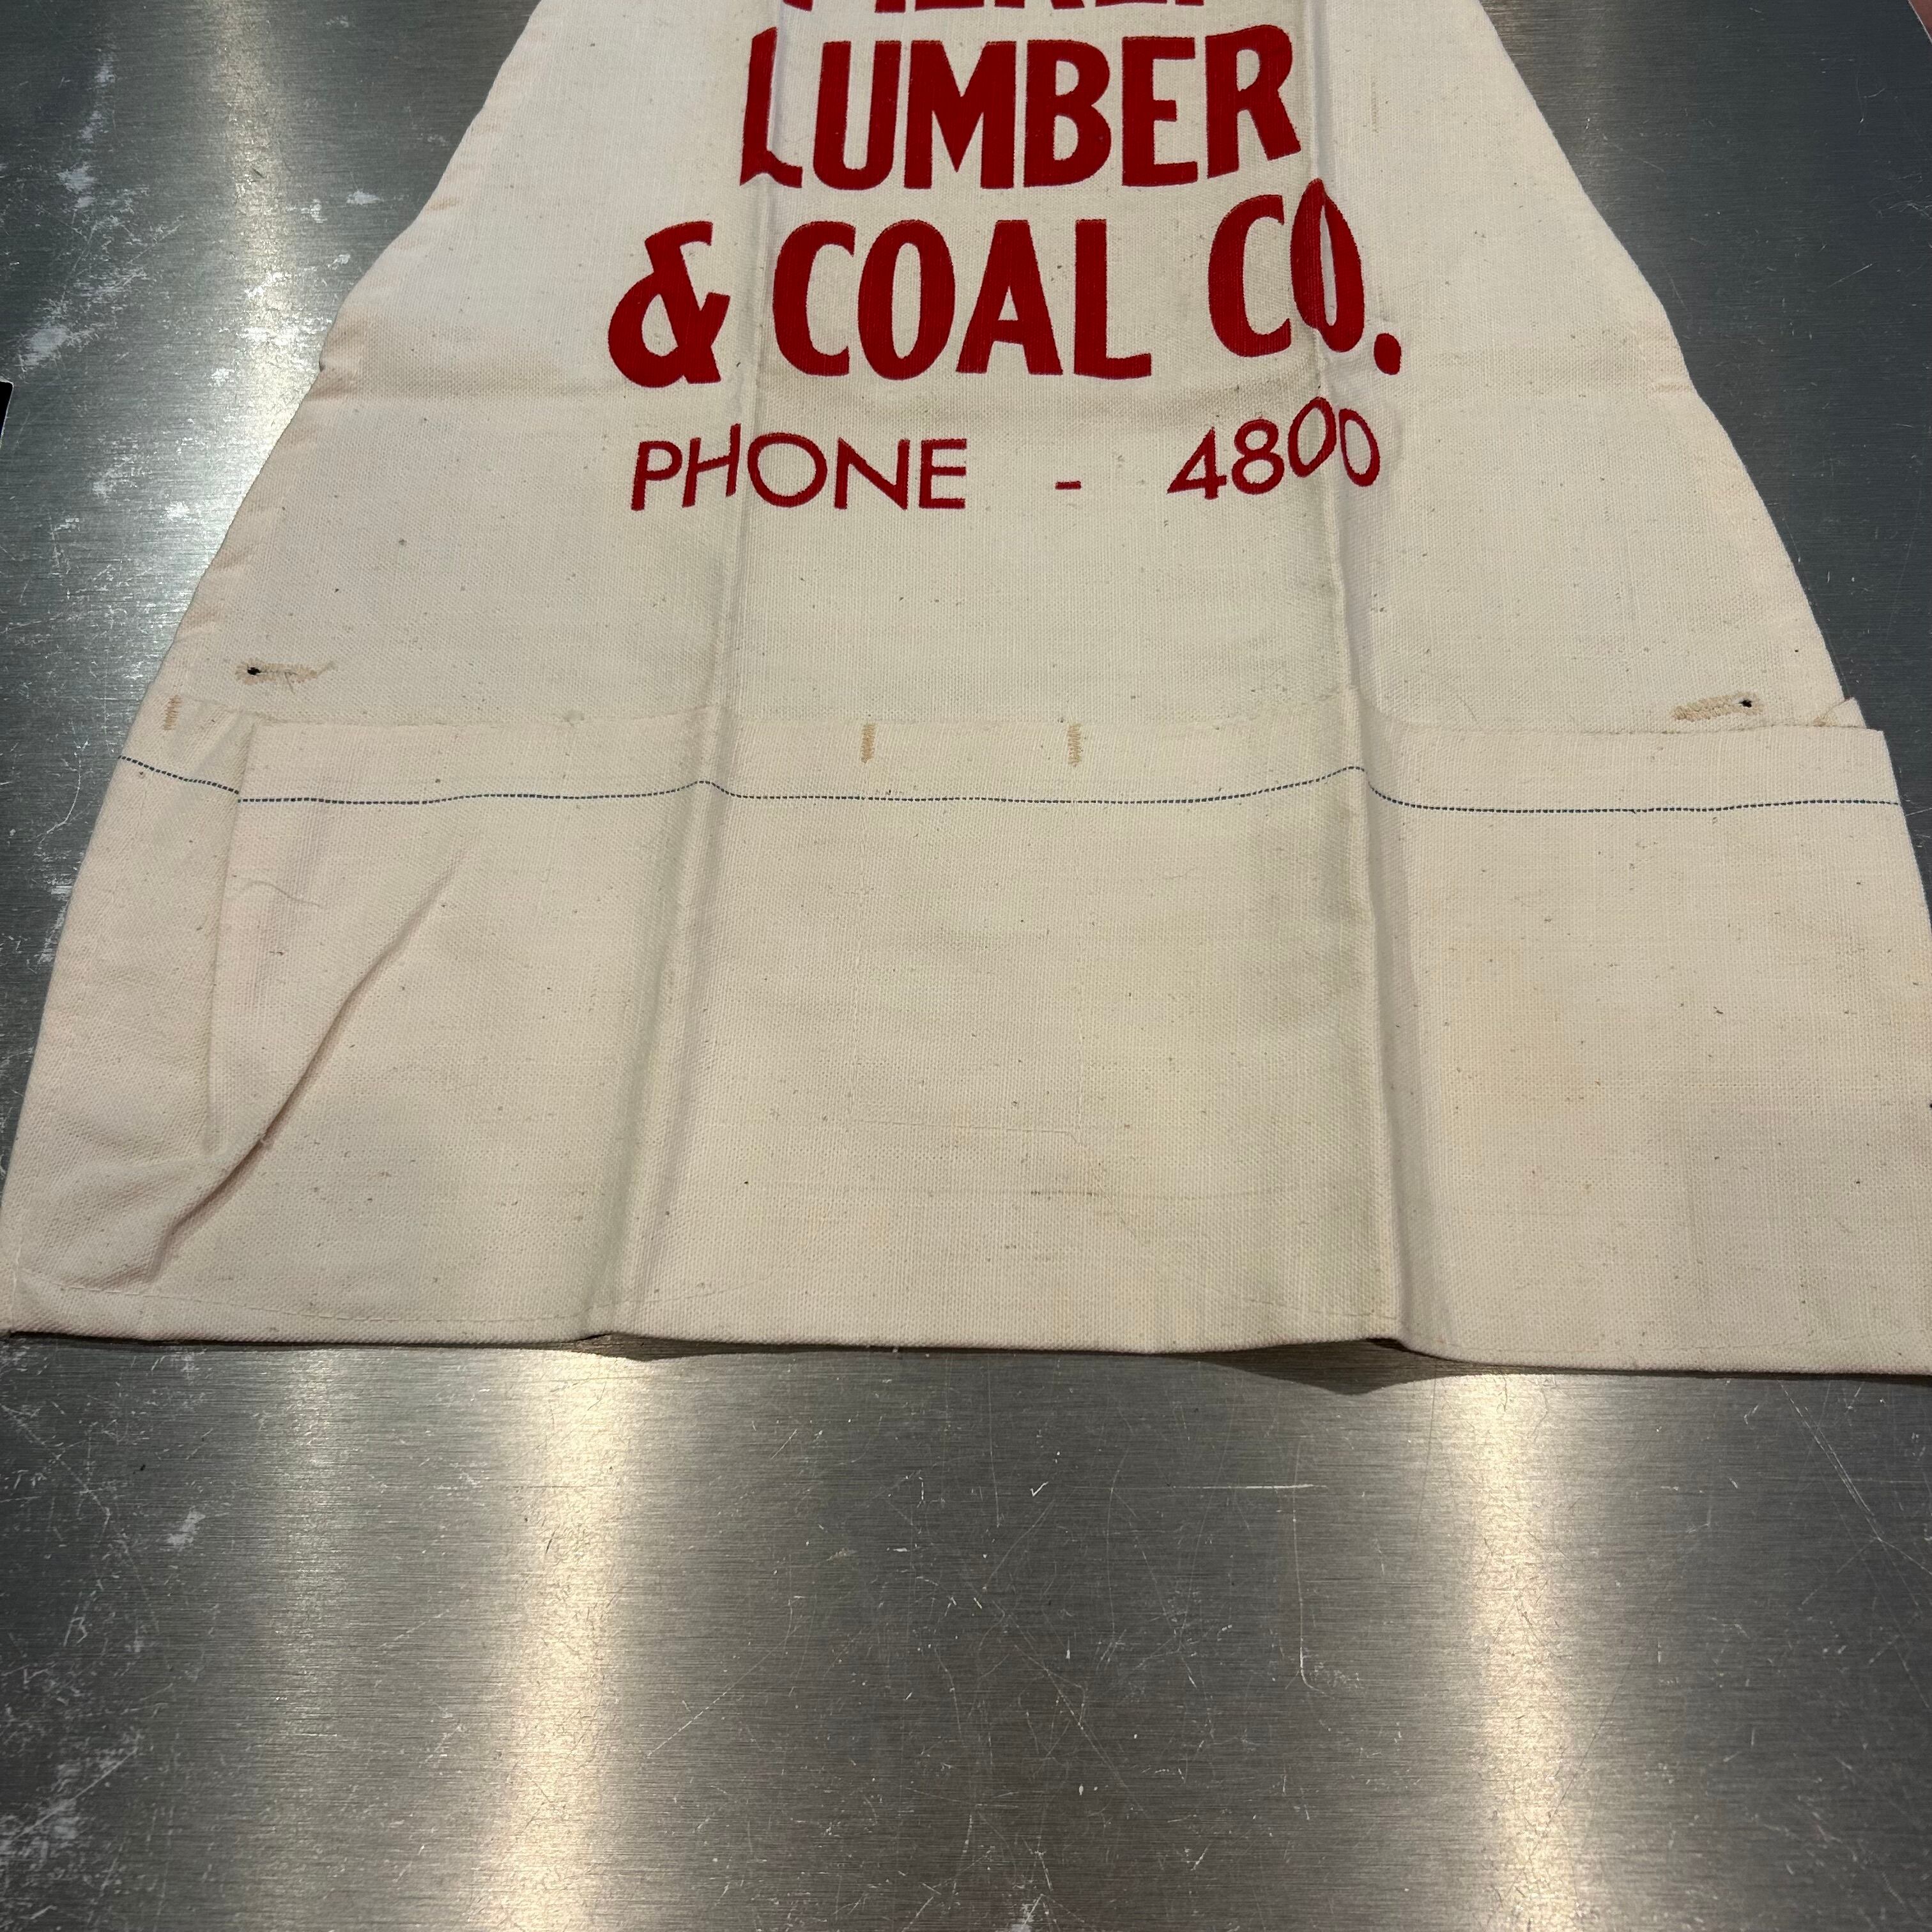 LUMBER
& COAL CO.
PHONE - 4800